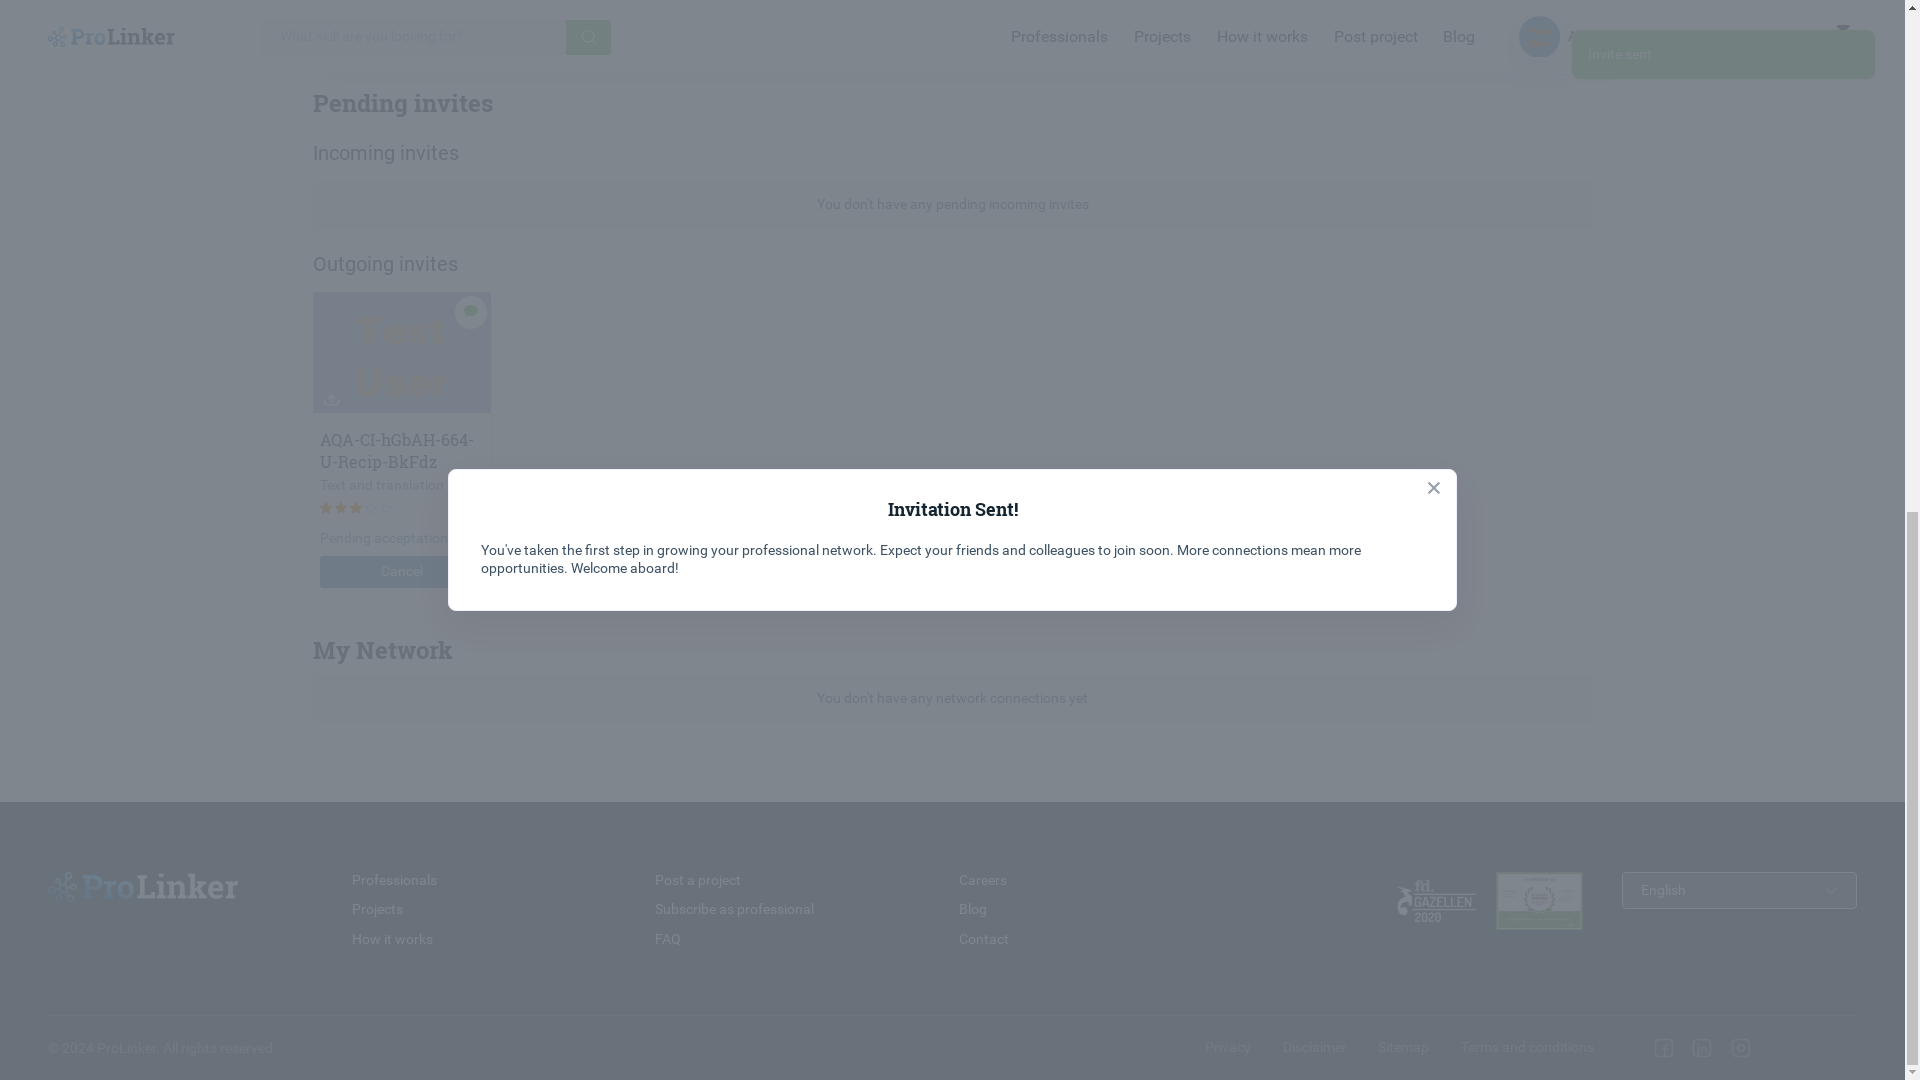 ProLinker
What skill are you looking for?
Professionals
Projects
How it works
Post project
Blog
Invite sent
Pending invites
Incoming invites
You don't have any pending incoming invites
Outgoing invites
Test
User
AQA-CI-hGbAH-664-
U-Recip-BkFdz
Text and translation
Pending acceptation
Cancel
Invitation Sent!
You've taken the first step in growing your professional network. Expect your friends and colleagues to join soon. More connections mean more
opportunities. Welcome aboard!
My Network
You don't have any network connections yet
ProLinker
Professionals
Projects
How it works
Post a project
Subscribe as professional
FAQ
Careers
Blog
Contact
fd.
GAZELLEN
2020
English
© 2024 ProLinker. All rights reserved
Privacy
Disclaimer
Sitemap
Terms and conditions